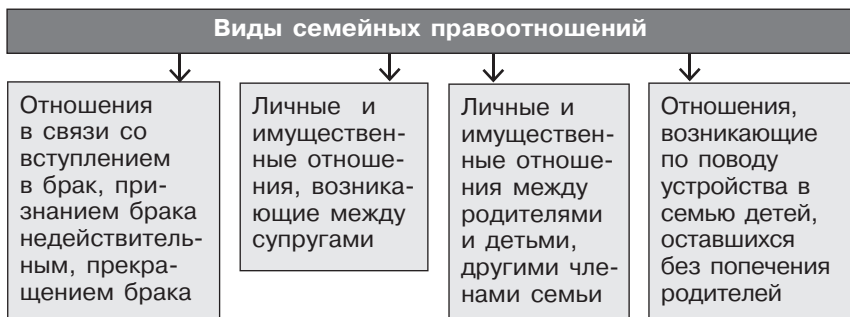 Виды семейных правоотношений
Отношения
в связи со
вступлением
в брак, при-
знанием брака
недействитель-
ным, прекра-
щением брака
Личные и
имуществен-
ные отноше-
ния, возника-
ющие между
супругами
Личные и
имуществен-
ные отноше-
ния между
родителями
и детьми,
другими чле-
нами семьи
Отношения,
возникающие
по поводу
устройства в
семью детей,
оставшихся
без попечения
родителей